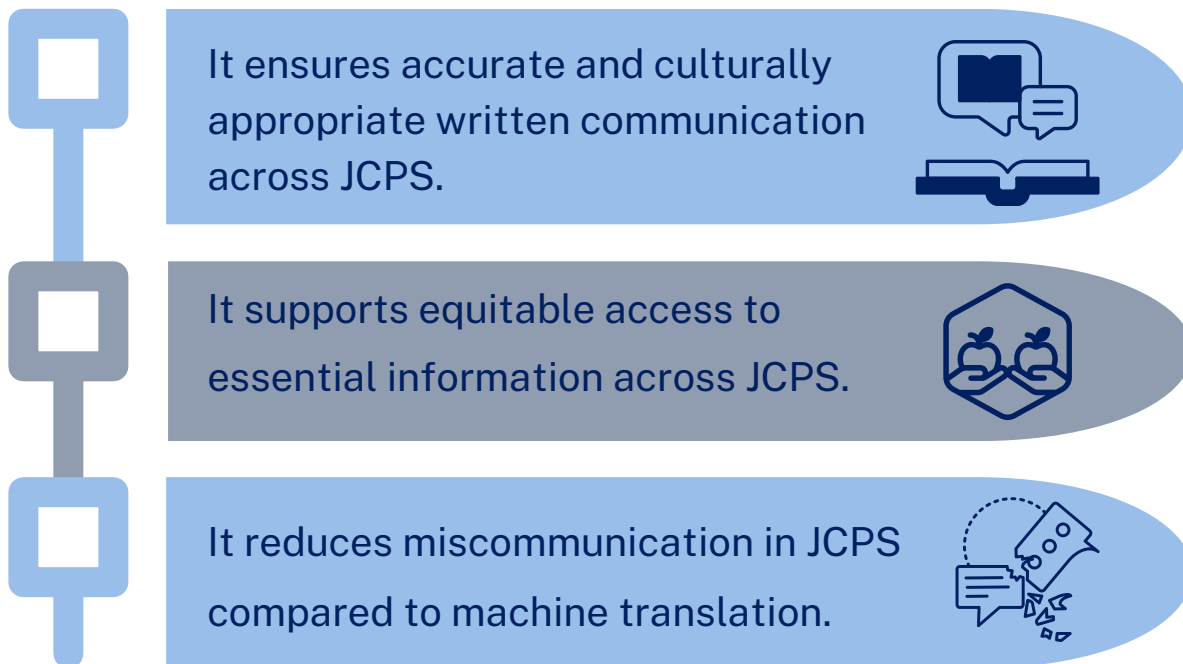 It ensures accurate and culturally
appropriate written communication
across JCPS.
It supports equitable access to
essential information across JCPS.
It reduces miscommunication in JCPS
compared to machine translation.